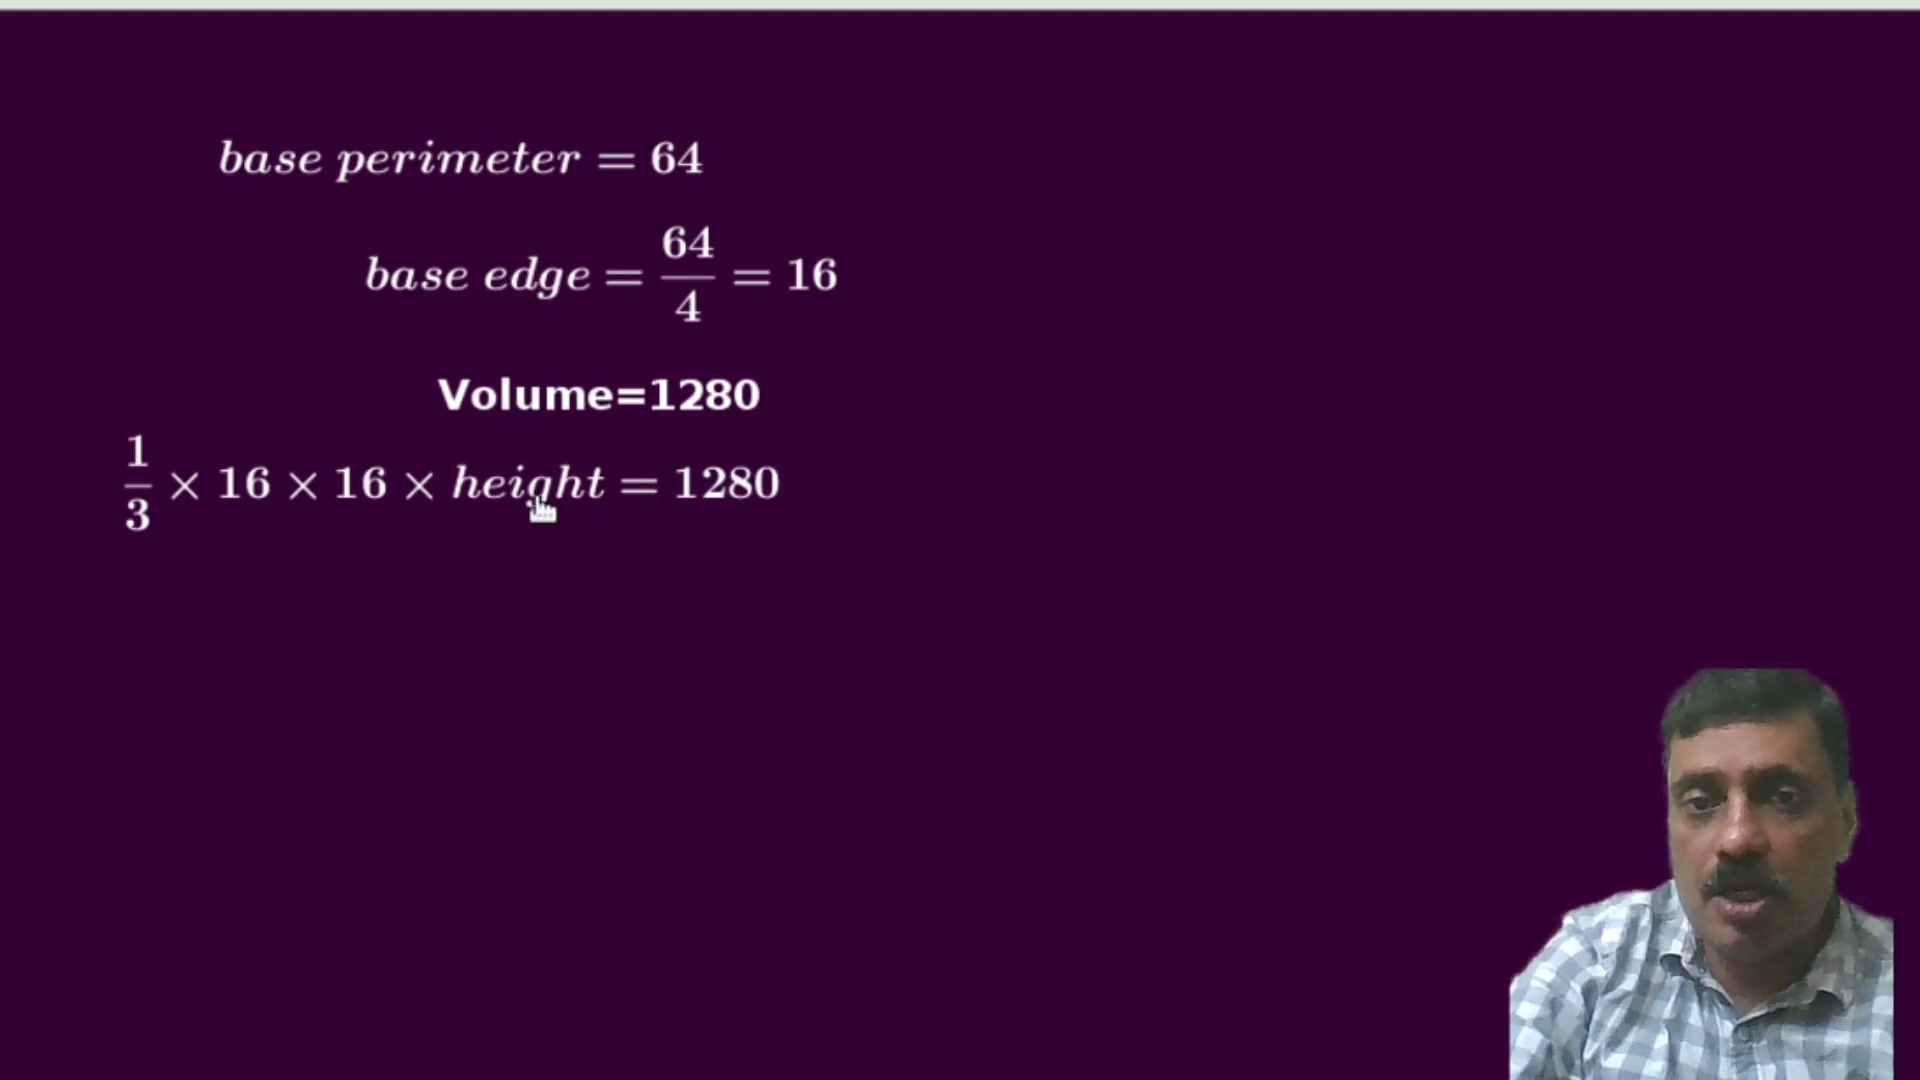 base perimeter = 64
base edge = 64/4 = 16
Volume=1280
1/3 × 16 × 16 × height = 1280